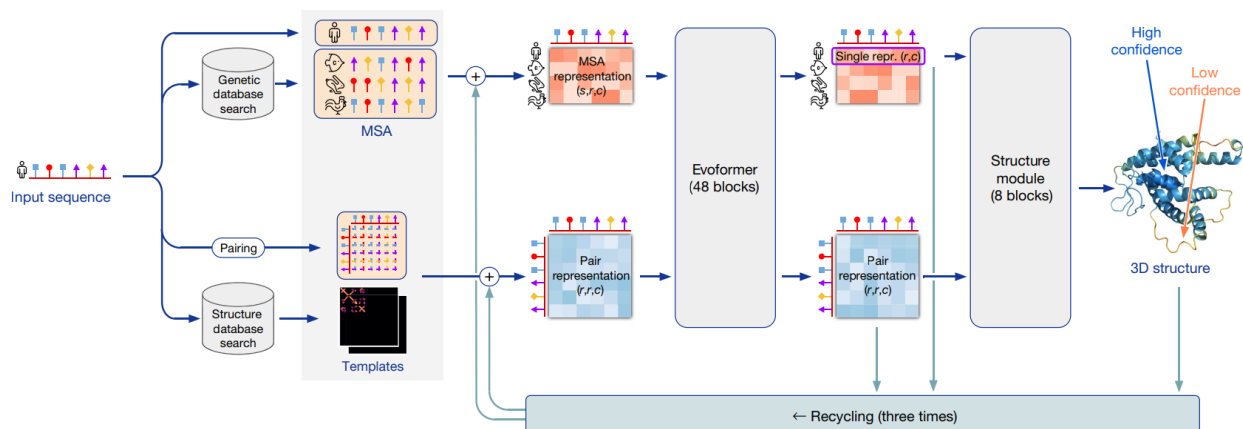 Input sequence
Genetic
database
search
Pairing
Structure
database
search
MSA
Templates
+
+
MSA
representation
(s,r,c)
Pair
representation
(r,r,c)
Evoformer
(48 blocks)
Single repr. (r,c)
Pair
representation
(r,r,c)
Structure
module
(8 blocks)
High
confidence
Low
confidence
3D structure
← Recycling (three times)